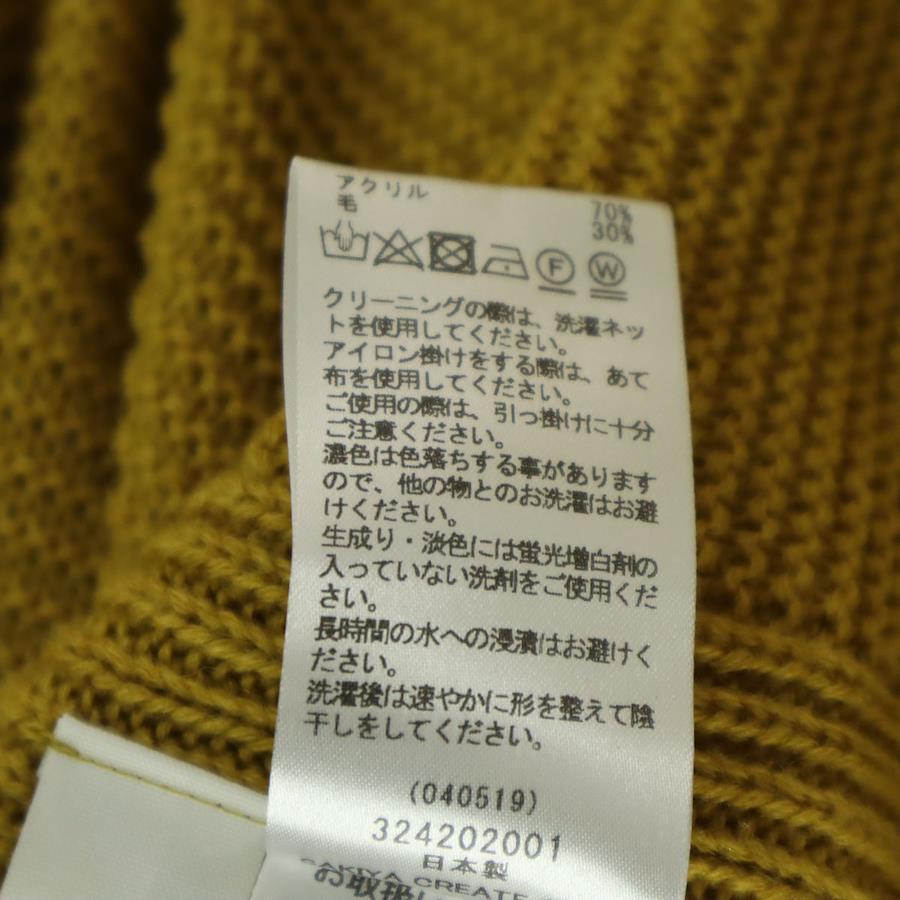 アクリル 70%
毛 30%
F W
クリーニングの際は、洗濯ネッ
トを使用してください。
アイロン掛けをする際は、あて
布を使用してください。
ご使用の際は、引っ掛けに十分
ご注意ください。
濃色は色落ちする事があります
ので、他の物とのお洗濯はお避
けください。
生成り・淡色には蛍光増白剤の
入っていない洗剤をご使用くだ
さい。
長時間の水への浸漬はお避けく
ださい。
洗濯後は速やかに形を整えて陰
干しをしてください。
(040519)
324202001
日本製
CREATE
お取扱